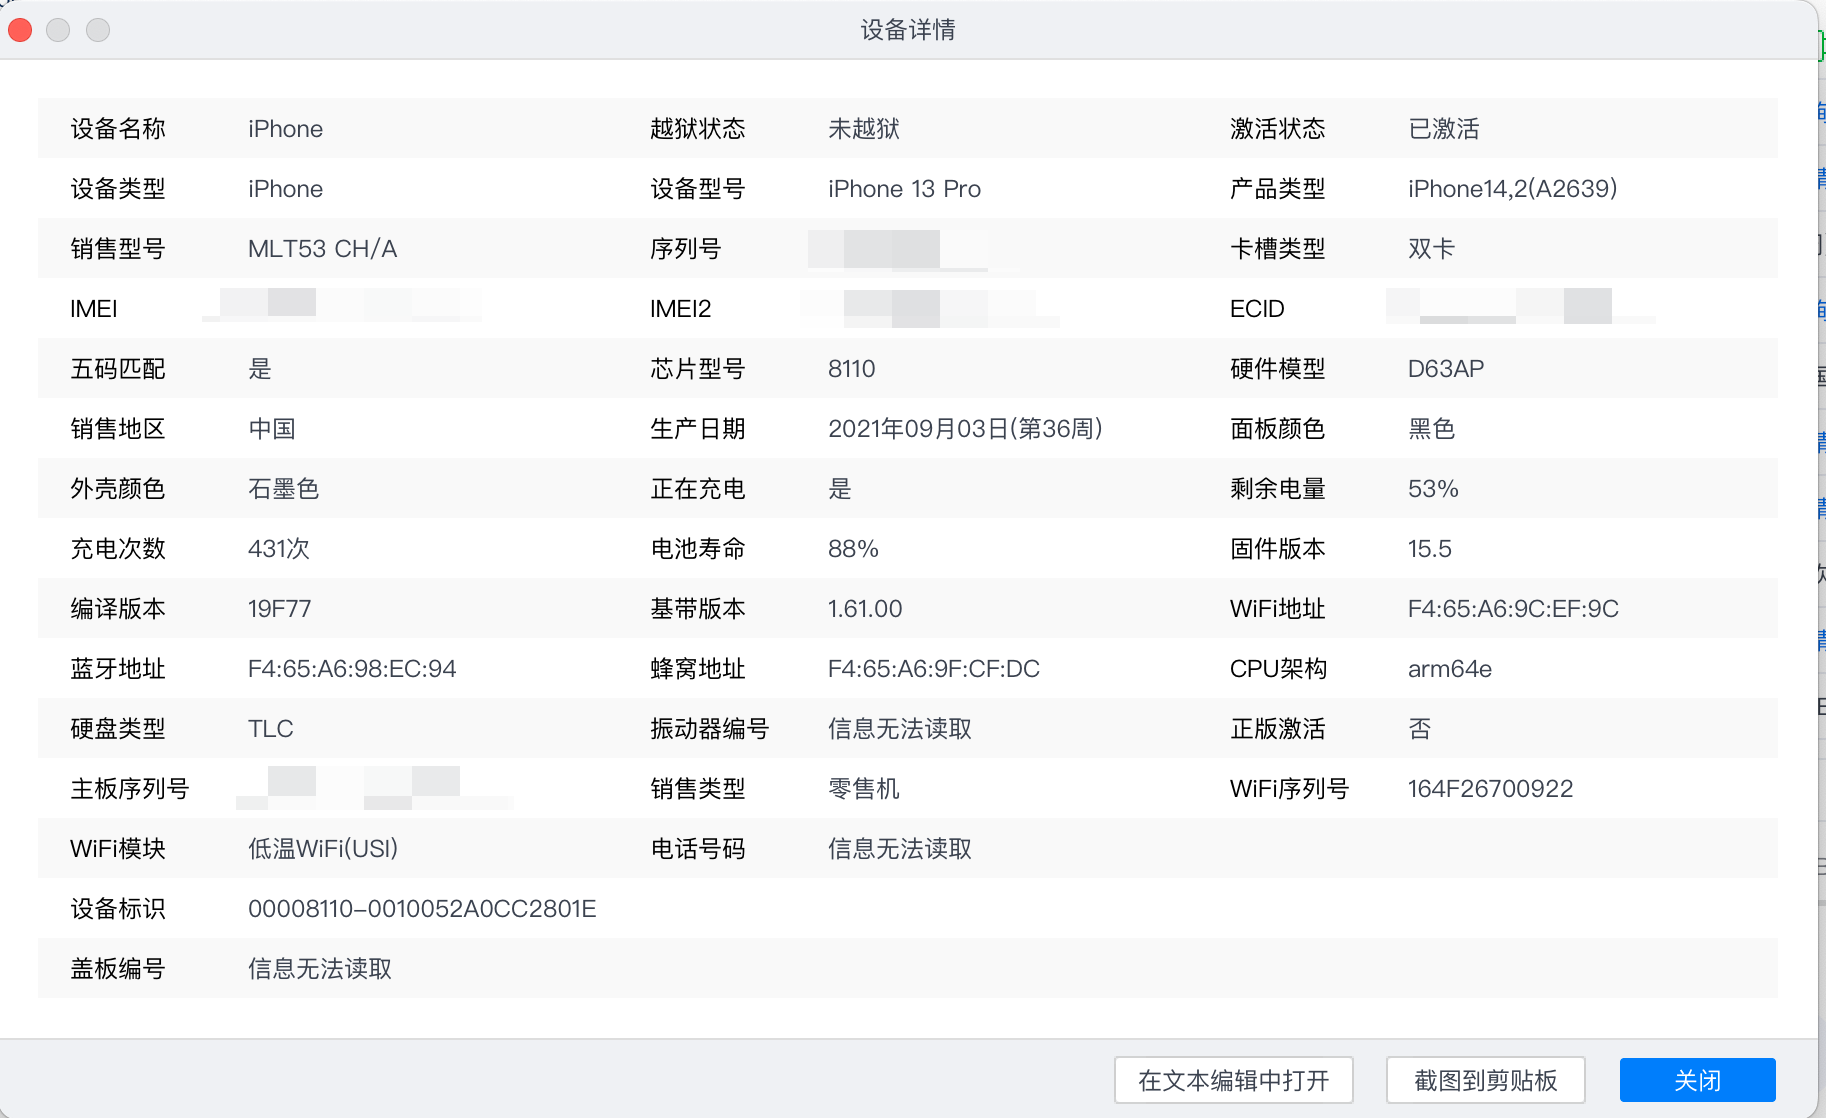 设备详情
设备名称 iPhone 越狱状态 未越狱 激活状态 已激活
设备类型 iPhone 设备型号 iPhone 13 Pro 产品类型 iPhone14,2(A2639)
销售型号 MLT53 CH/A 序列号 卡槽类型 双卡
IMEI IMEI2 ECID
五码匹配 是 芯片型号 8110 硬件模型 D63AP
销售地区 中国 生产日期 2021年09月03日(第36周) 面板颜色 黑色
外壳颜色 石墨色 正在充电 是 剩余电量 53%
充电次数 431次 电池寿命 88% 固件版本 15.5
编译版本 19F77 基带版本 1.61.00 WiFi地址 F4:65:A6:9C:EF:9C
蓝牙地址 F4:65:A6:98:EC:94 蜂窝地址 F4:65:A6:9F:CF:DC CPU架构 arm64e
硬盘类型 TLC 振动器编号 信息无法读取 正版激活 否
主板序列号 销售类型 零售机 WiFi序列号 164F26700922
WiFi模块 低温WiFi(USI) 电话号码 信息无法读取
设备标识 00008110-0010052A0CC2801E
盖板编号 信息无法读取
在文本编辑中打开 截图到剪贴板 关闭